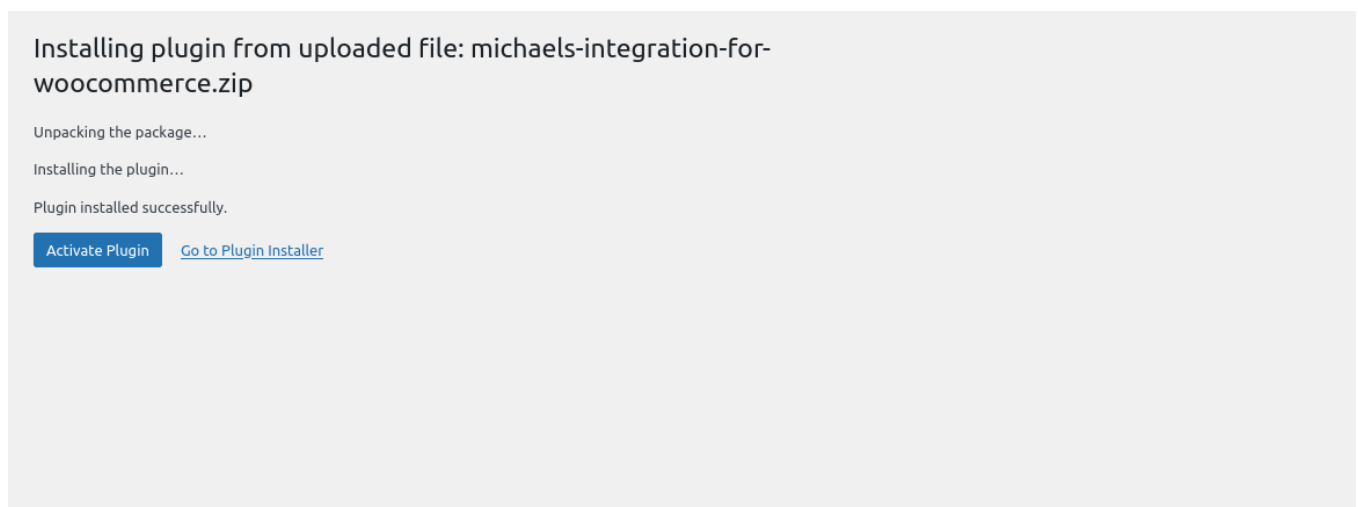 Installing plugin from uploaded file: michaels-integration-for-
woocommerce.zip
Unpacking the package…
Installing the plugin…
Plugin installed successfully.
Activate Plugin Go to Plugin Installer